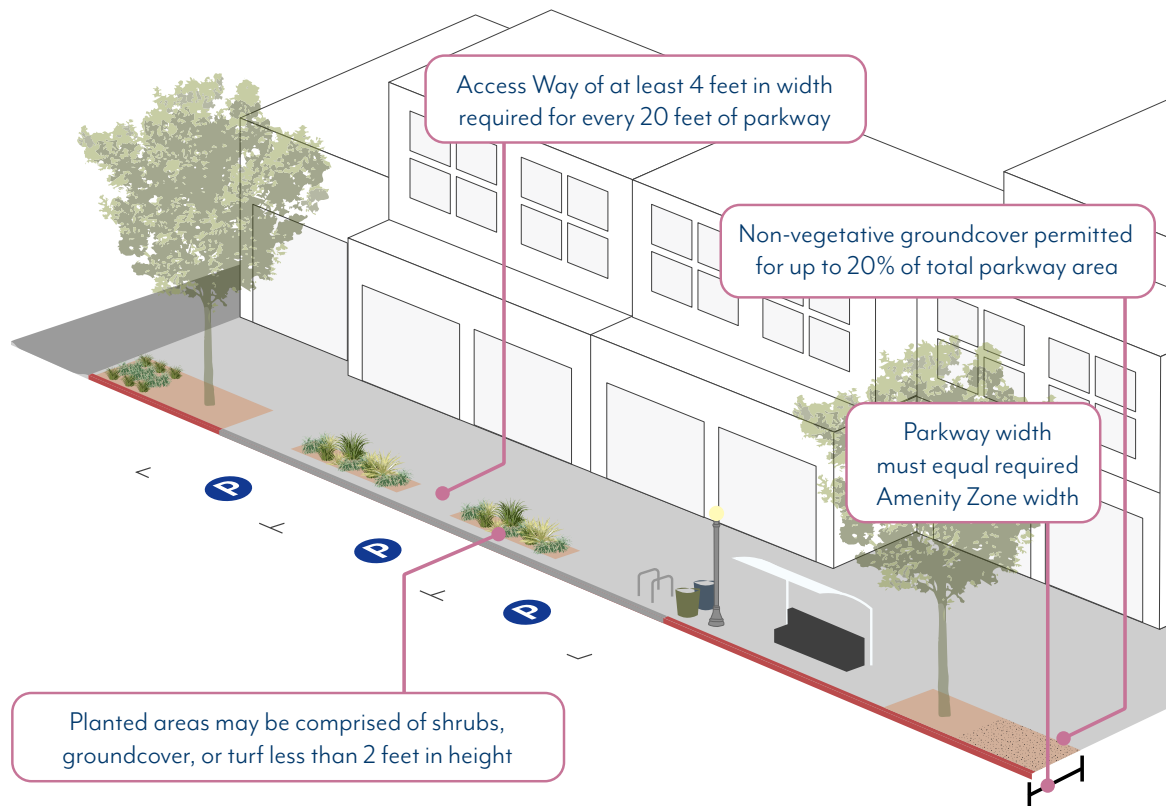 Access Way of at least 4 feet in width
required for every 20 feet of parkway
Non-vegetative groundcover permitted
for up to 20% of total parkway area
Parkway width
must equal required
Amenity Zone width
P
P
P
Planted areas may be comprised of shrubs,
groundcover, or turf less than 2 feet in height